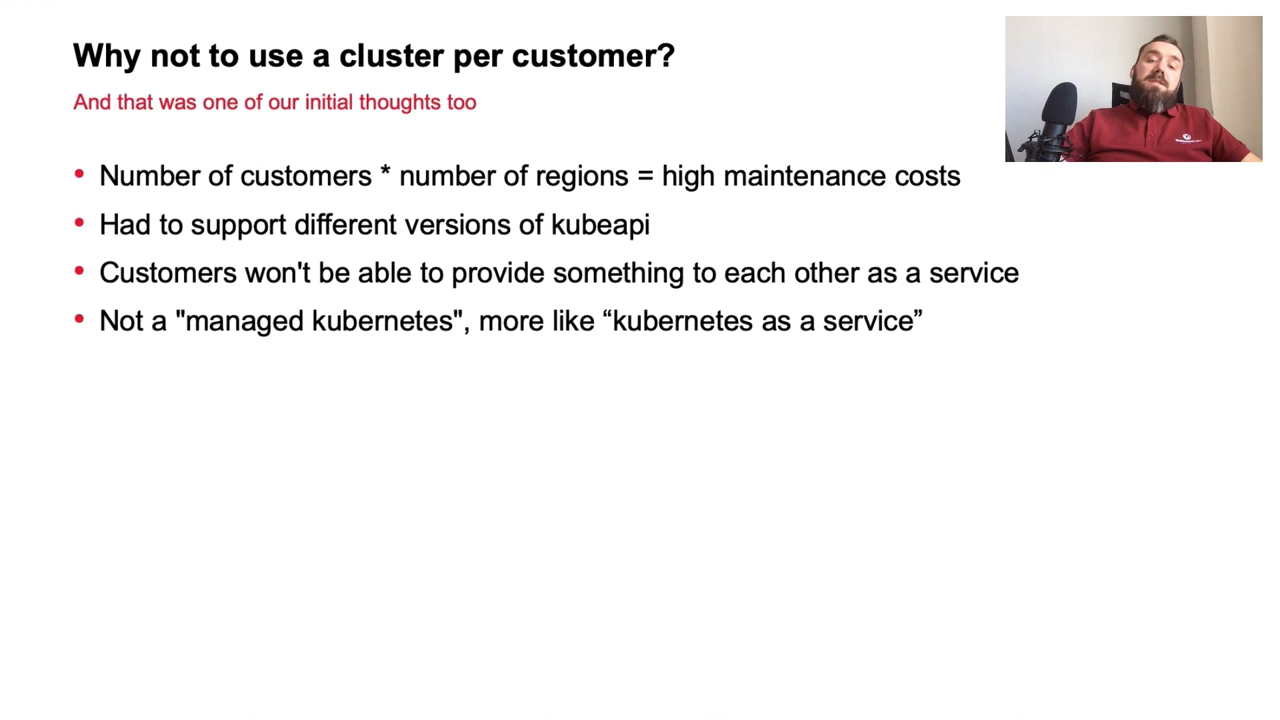 Why not to use a cluster per customer?
And that was one of our initial thoughts too
• Number of customers * number of regions = high maintenance costs
• Had to support different versions of kubeapi
• Customers won't be able to provide something to each other as a service
• Not a "managed kubernetes", more like “kubernetes as a service”